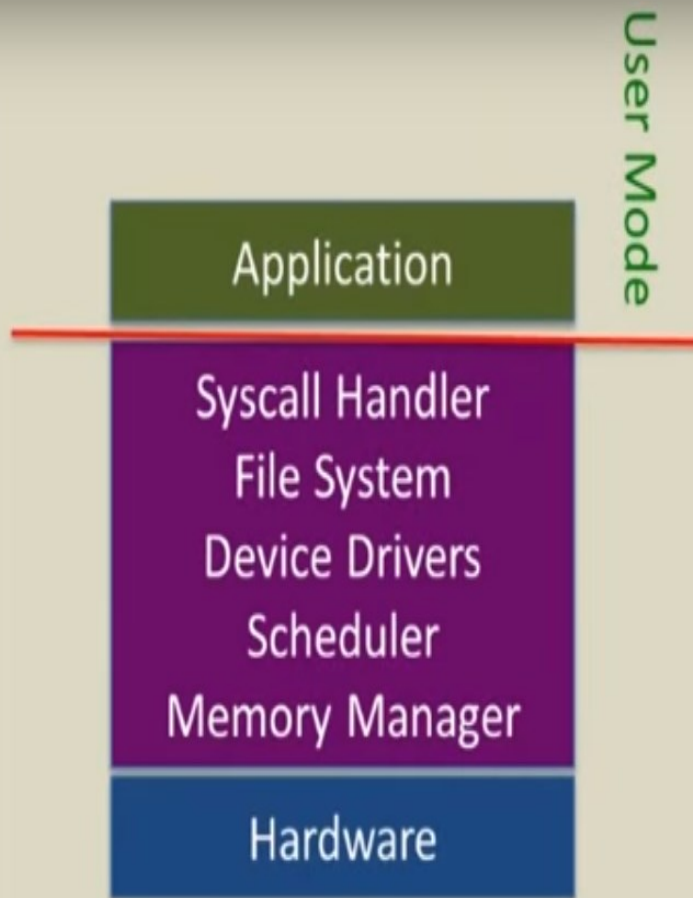 User Mode
Application
Syscall Handler
File System
Device Drivers
Scheduler
Memory Manager
Hardware